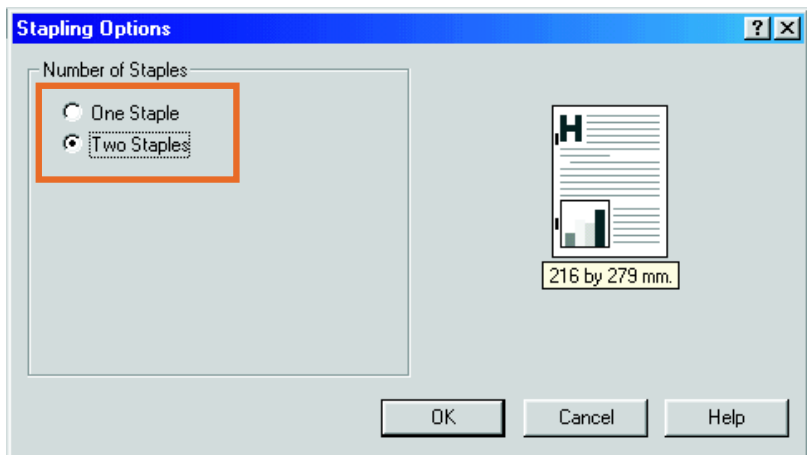 Stapling Options
Number of Staples
One Staple
Two Staples
H
216 by 279 mm.
OK Cancel Help